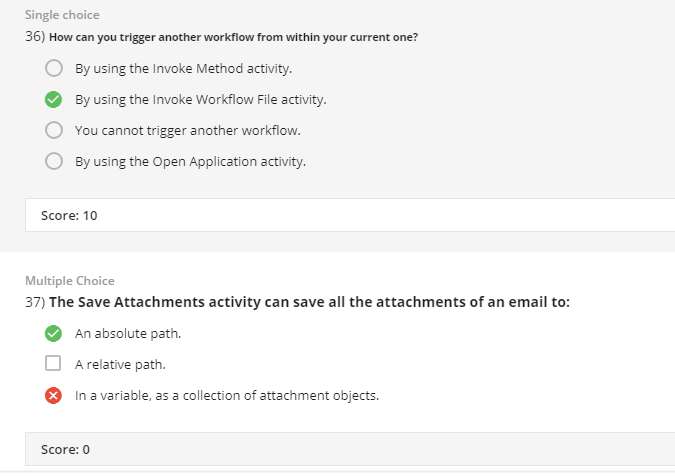 Single choice
36) How can you trigger another workflow from within your current one?
By using the Invoke Method activity.
By using the Invoke Workflow File activity.
You cannot trigger another workflow.
By using the Open Application activity.
Score: 10
Multiple Choice
37) The Save Attachments activity can save all the attachments of an email to:
An absolute path.
A relative path.
In a variable, as a collection of attachment objects.
Score: 0